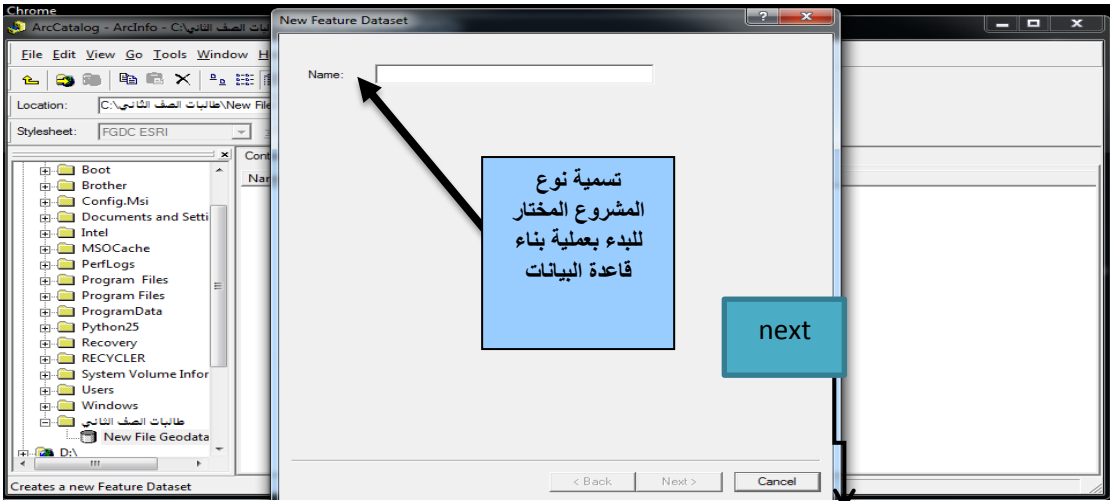 Chrome
ArcCatalog - ArcInfo - C:\طالبات الصف الثاني
New Feature Dataset
File Edit View Go Tools Window H
Location: C:\طالبات الصف الثاني\New File
Stylesheet: FGDC ESRI
Cont
Nar
Boot
Brother
Config.Msi
Documents and Setti
Intel
MSOCache
PerfLogs
Program Files
Program Files
ProgramData
Python25
Recovery
RECYCLER
System Volume Infor
Users
Windows
طالبات الصف الثاني
New File Geodata
D:\
Creates a new Feature Dataset
Name:
تسمية نوع
المشروع المختار
للبدء بعملية بناء
قاعدة البيانات
next
< Back Next > Cancel